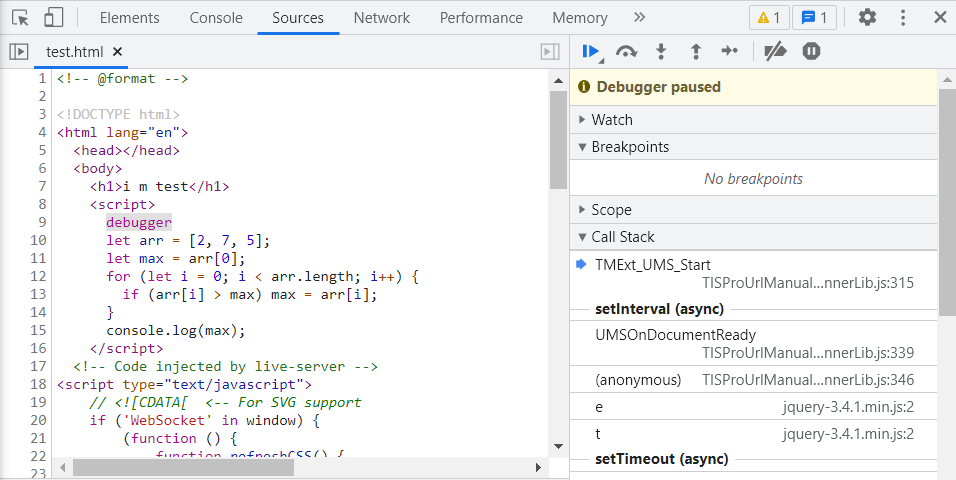 Elements Console Sources Network Performance Memory 1 1
test.html
Debugger paused
Watch
Breakpoints
No breakpoints
Scope
Call Stack
TMExt_UMS_Start
TISProUrlManual...nnerLib.js:315
setInterval (async)
UMSOnDocumentReady
TISProUrlManual...nnerLib.js:339
(anonymous) TISProUrlManual...nnerLib.js:346
e jquery-3.4.1.min.js:2
t jquery-3.4.1.min.js:2
setTimeout (async)
1 <!-- @format -->
2
3 <!DOCTYPE html>
4 <html lang="en">
5   <head></head>
6   <body>
7     <h1>i m test</h1>
8     <script>
9       debugger
10       let arr = [2, 7, 5];
11       let max = arr[0];
12       for (let i = 0; i < arr.length; i++) {
13         if (arr[i] > max) max = arr[i];
14       }
15       console.log(max);
16     </script>
17   <!-- Code injected by live-server -->
18 <script type="text/javascript">
19     // <![CDATA[  <-- For SVG support
20     if ('WebSocket' in window) {
21         (function () {
22             function refreshCSS() {
23